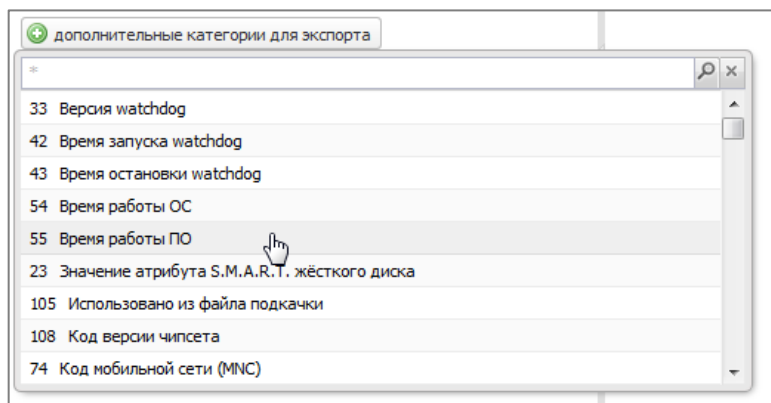 дополнительные категории для экспорта
*
33 Версия watchdog
42 Время запуска watchdog
43 Время остановки watchdog
54 Время работы ОС
55 Время работы ПО
23 Значение атрибута S.M.A.R.T. жёсткого диска
105 Использовано из файла подкачки
108 Код версии чипсета
74 Код мобильной сети (MNC)